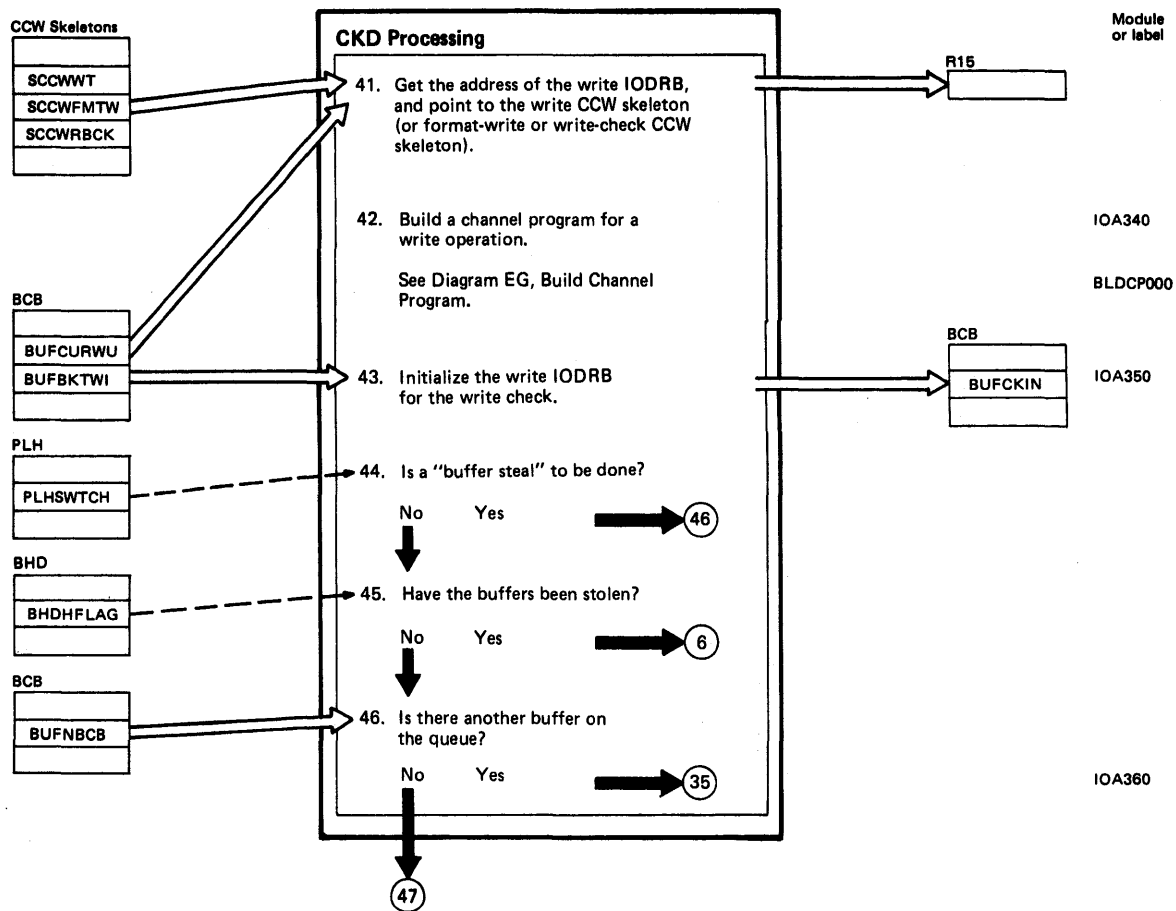 CCW Skeletons
SCCWWT
SCCWFMTW
SCCWRBCK
BCB
BUFCURWU
BUFBKTWI
PLH
PLHSWTCH
BHD
BHDHFLAG
BCB
BUFNBCB
CKD Processing
41. Get the address of the write IODRB,
and point to the write CCW skeleton
(or format-write or write-check CCW
skeleton).
42. Build a channel program for a
write operation.
See Diagram EG, Build Channel
Program.
43. Initialize the write IODRB
for the write check.
44. Is a "buffer steal" to be done?
No Yes 46
45. Have the buffers been stolen?
No Yes 6
46. Is there another buffer on
the queue?
No Yes 35
47
Module
or label
R15
IOA340
BLDCP000
BCB
BUFCKIN
IOA350
IOA360